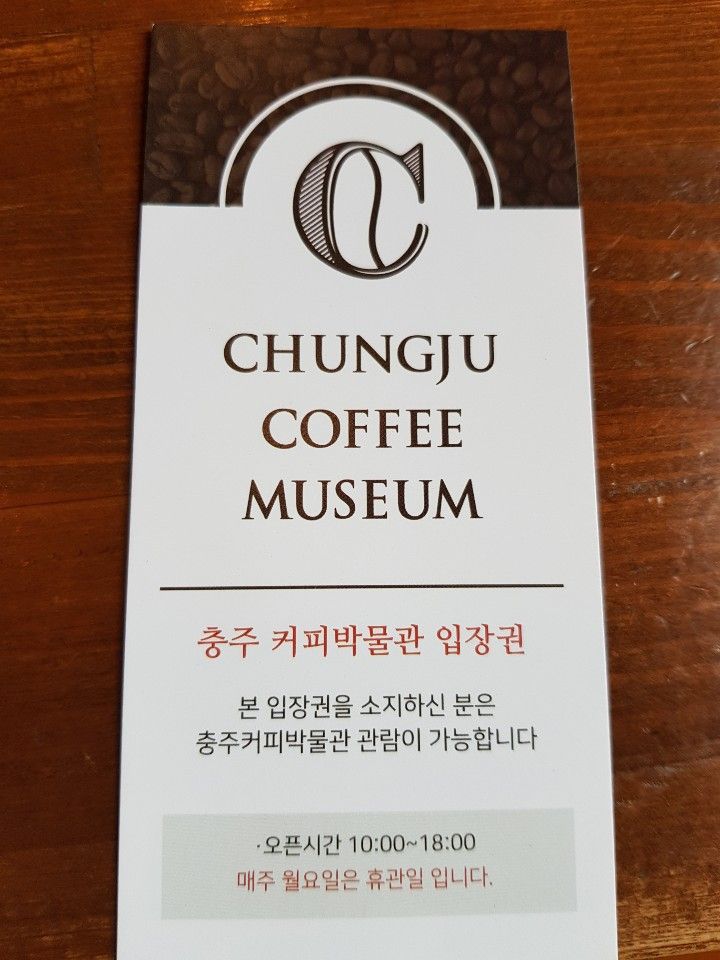 C
CHUNGJU
COFFEE
MUSEUM
충주 커피박물관 입장권
본 입장권을 소지하신 분은
충주커피박물관 관람이 가능합니다
·오픈시간 10:00~18:00
매주 월요일은 휴관일 입니다.